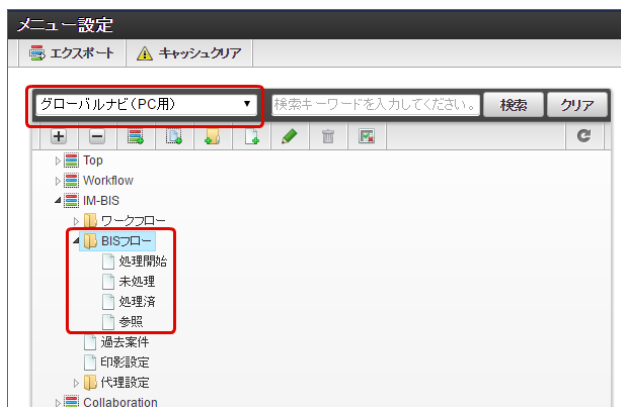 メニュー設定
エクスポート キャッシュクリア
グローバルナビ(PC用) 検索キーワードを入力してください。 検索 クリア
Top
Workflow
IM-BIS
ワークフロー
BISフロー
処理開始
未処理
処理済
参照
過去案件
印影設定
代理設定
Collaboration